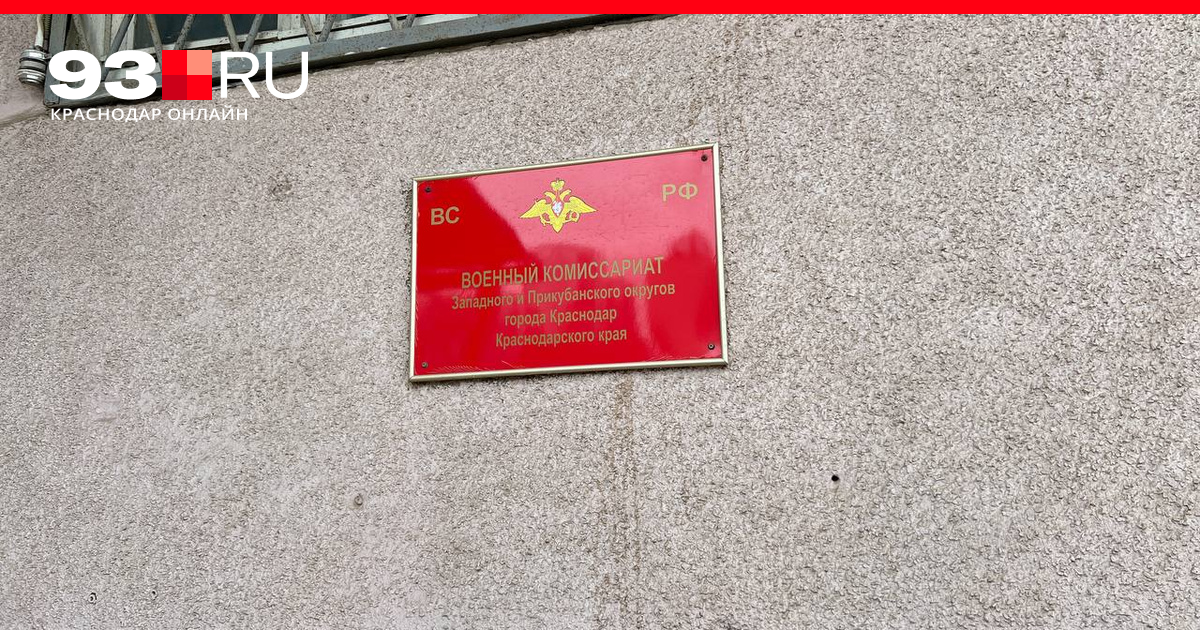 93.RU
КРАСНОДАР ОНЛАЙН
ВС РФ
ВОЕННЫЙ КОМИССАРИАТ
Западного и Прикубанского округов
города Краснодар
Краснодарского края